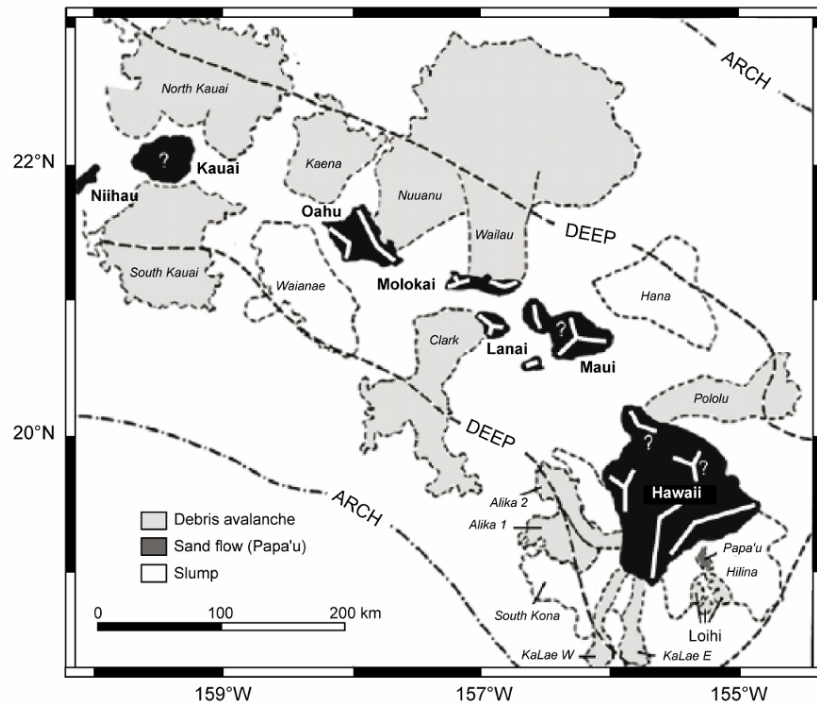 ARCH
North Kauai
22°N
?
Kauai
Kaena
Niihau
Nuuanu
Oahu
Wailau
DEEP
South Kauai
Waianae
Molokai
Hana
Clark
?
Lanai
Maui
Pololu
20°N
DEEP
?
?
Hawaii
ARCH
Alika 2
Alika 1
Debris avalanche
Sand flow (Papa'u)
Slump
Papa'u
Hilina
0 100 200 km
South Kona
Loihi
KaLae W
KaLae E
159°W 157°W 155°W